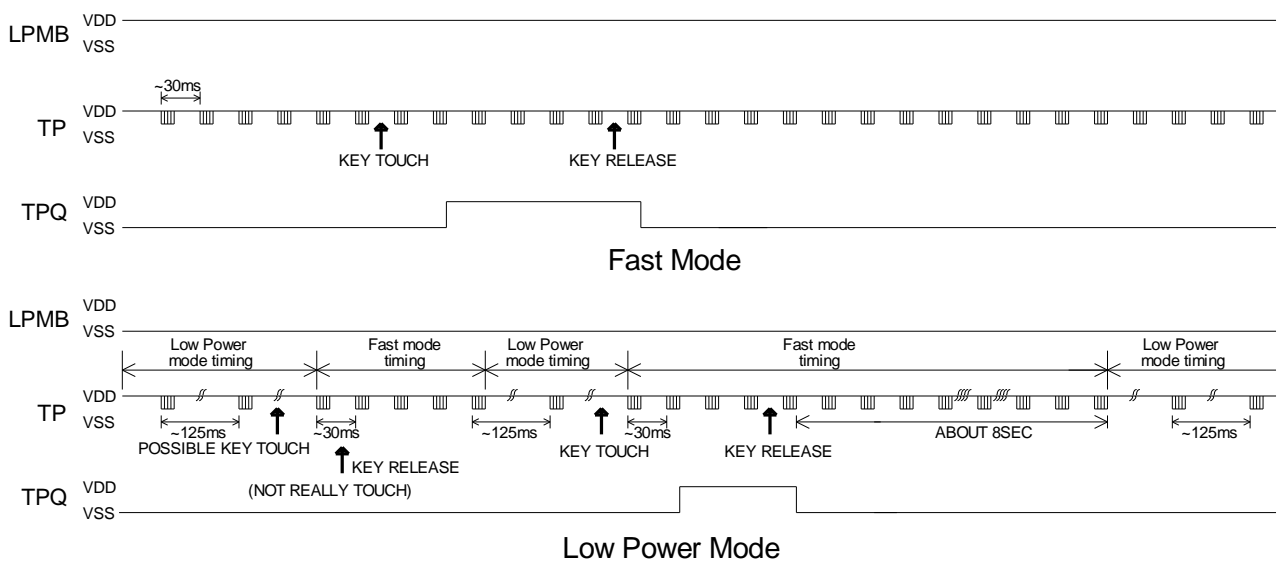 LPMB
VDD
VSS
~30ms
TP
VDD
VSS
KEY TOUCH
KEY RELEASE
TPQ
VDD
VSS
Fast Mode
LPMB
VDD
VSS
Low Power
mode timing
Fast mode
timing
Low Power
mode timing
Fast mode
timing
Low Power
mode timing
TP
VDD
VSS
~125ms
~30ms
~125ms
~30ms
ABOUT 8SEC
~125ms
POSSIBLE KEY TOUCH
KEY TOUCH
KEY RELEASE
KEY RELEASE
(NOT REALLY TOUCH)
TPQ
VDD
VSS
Low Power Mode